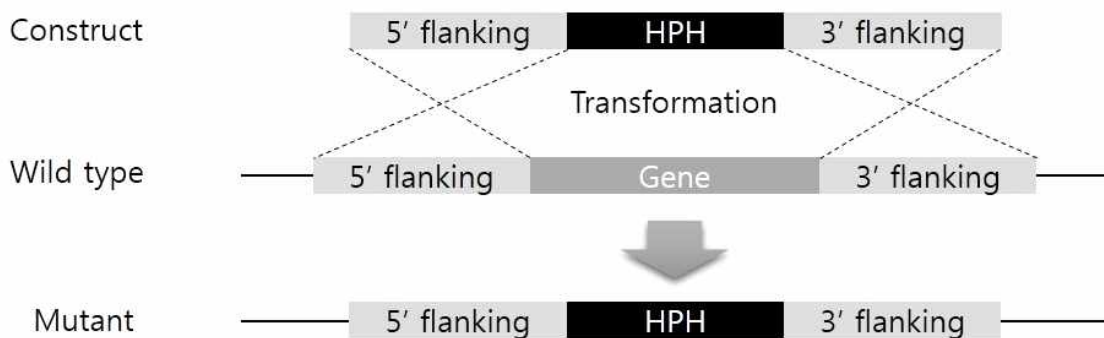 Construct 5′ flanking HPH 3′ flanking
Transformation
Wild type 5′ flanking Gene 3′ flanking
Mutant 5′ flanking HPH 3′ flanking